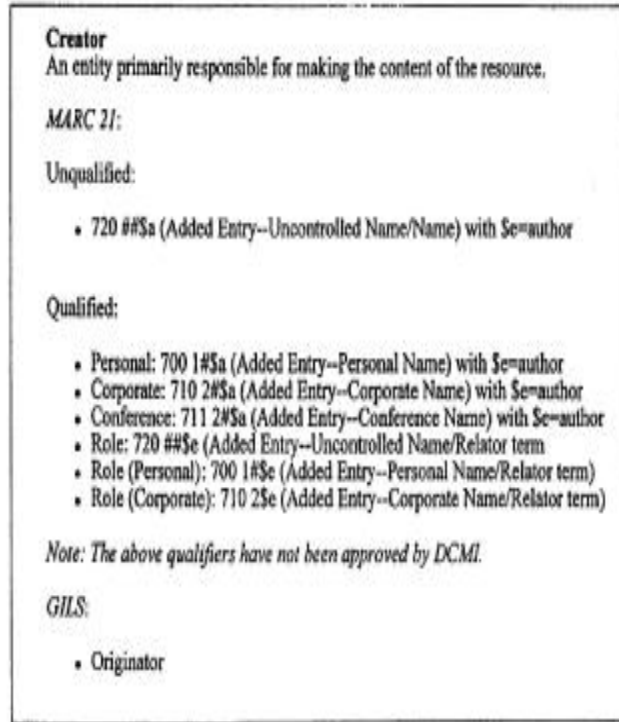 Creator
An entity primarily responsible for making the content of the resource.
MARC 21:
Unqualified:
• 720 ##$a (Added Entry--Uncontrolled Name/Name) with $e=author
Qualified:
• Personal: 700 1#$a (Added Entry--Personal Name) with $e=author
• Corporate: 710 2#$a (Added Entry--Corporate Name) with $e=author
• Conference: 711 2#$a (Added Entry--Conference Name) with $e=author
• Role: 720 ##$e (Added Entry--Uncontrolled Name/Relator term
• Role (Personal): 700 1#$e (Added Entry--Personal Name/Relator term)
• Role (Corporate): 710 2$e (Added Entry--Corporate Name/Relator term)
Note: The above qualifiers have not been approved by DCMI.
GILS:
• Originator